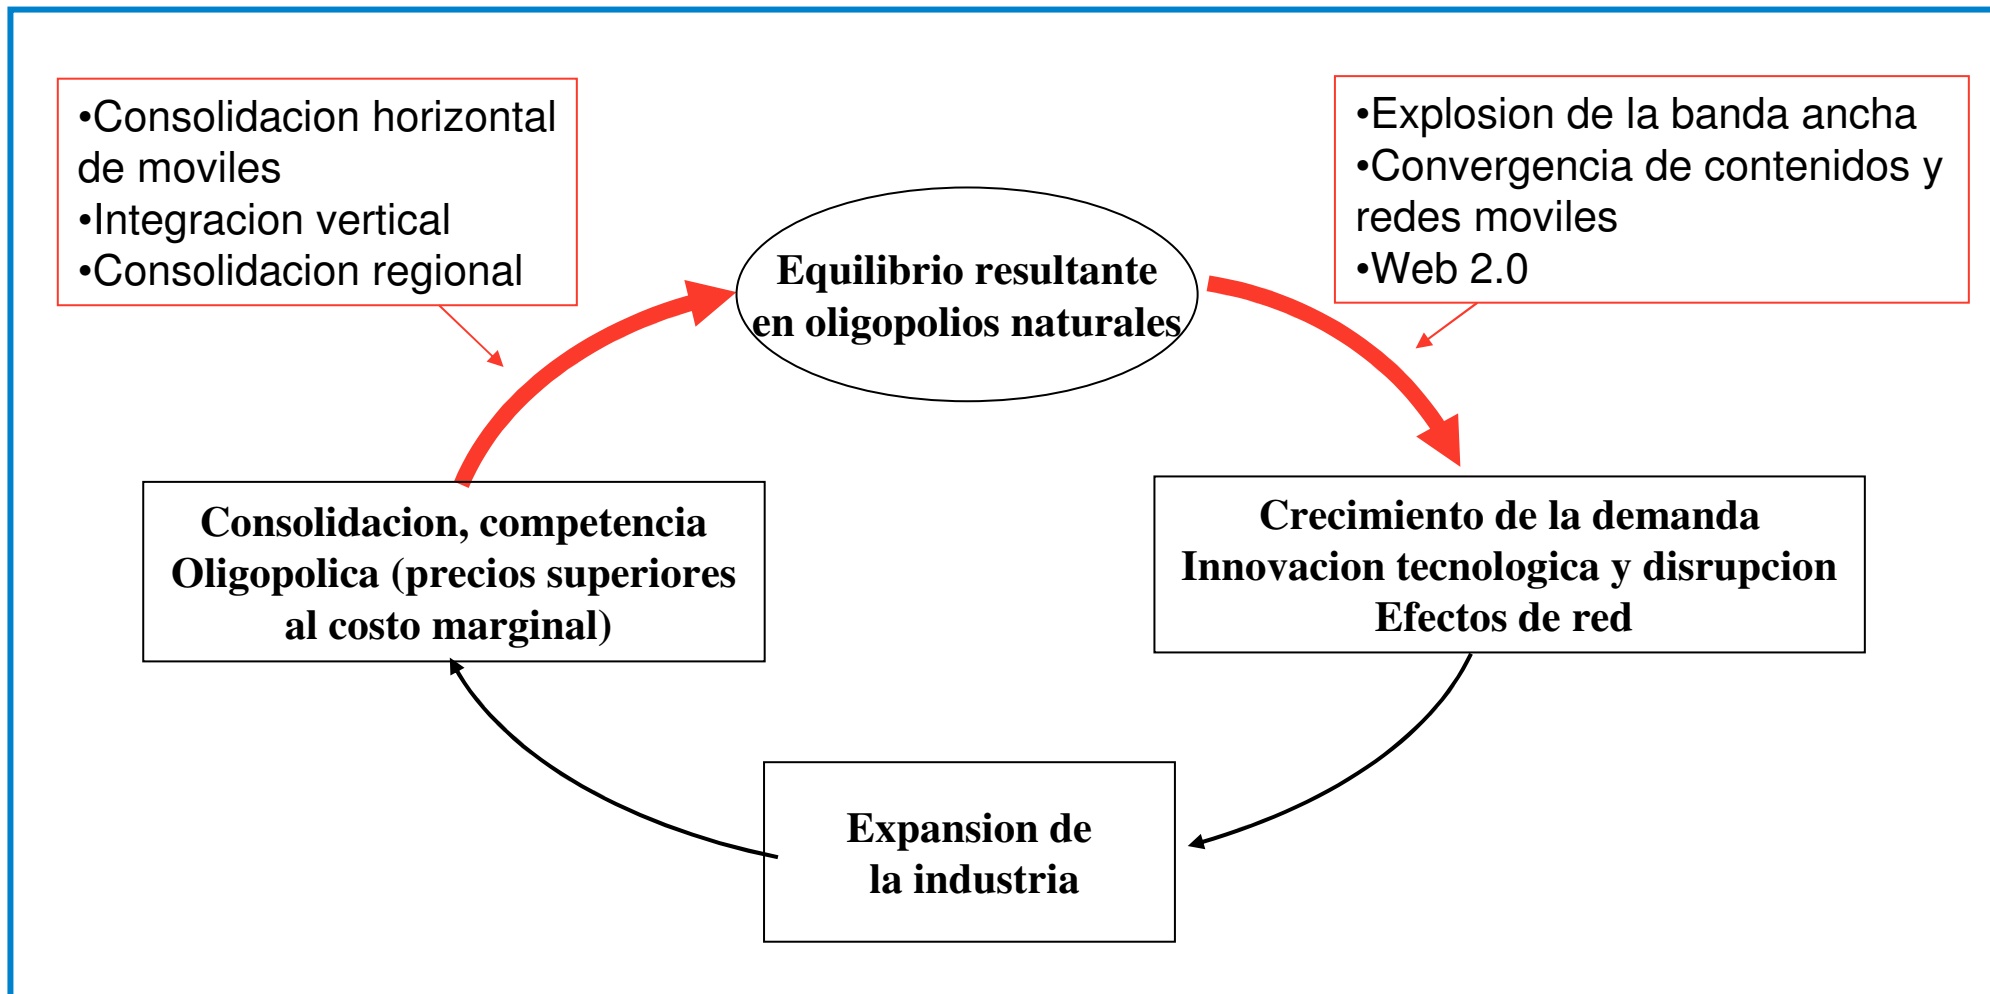 •Consolidacion horizontal
de moviles
•Integracion vertical
•Consolidacion regional
•Explosion de la banda ancha
•Convergencia de contenidos y
redes moviles
•Web 2.0
Equilibrio resultante
en oligopolios naturales
Consolidacion, competencia
Oligopolica (precios superiores
al costo marginal)
Crecimiento de la demanda
Innovacion tecnologica y disrupcion
Efectos de red
Expansion de
la industria